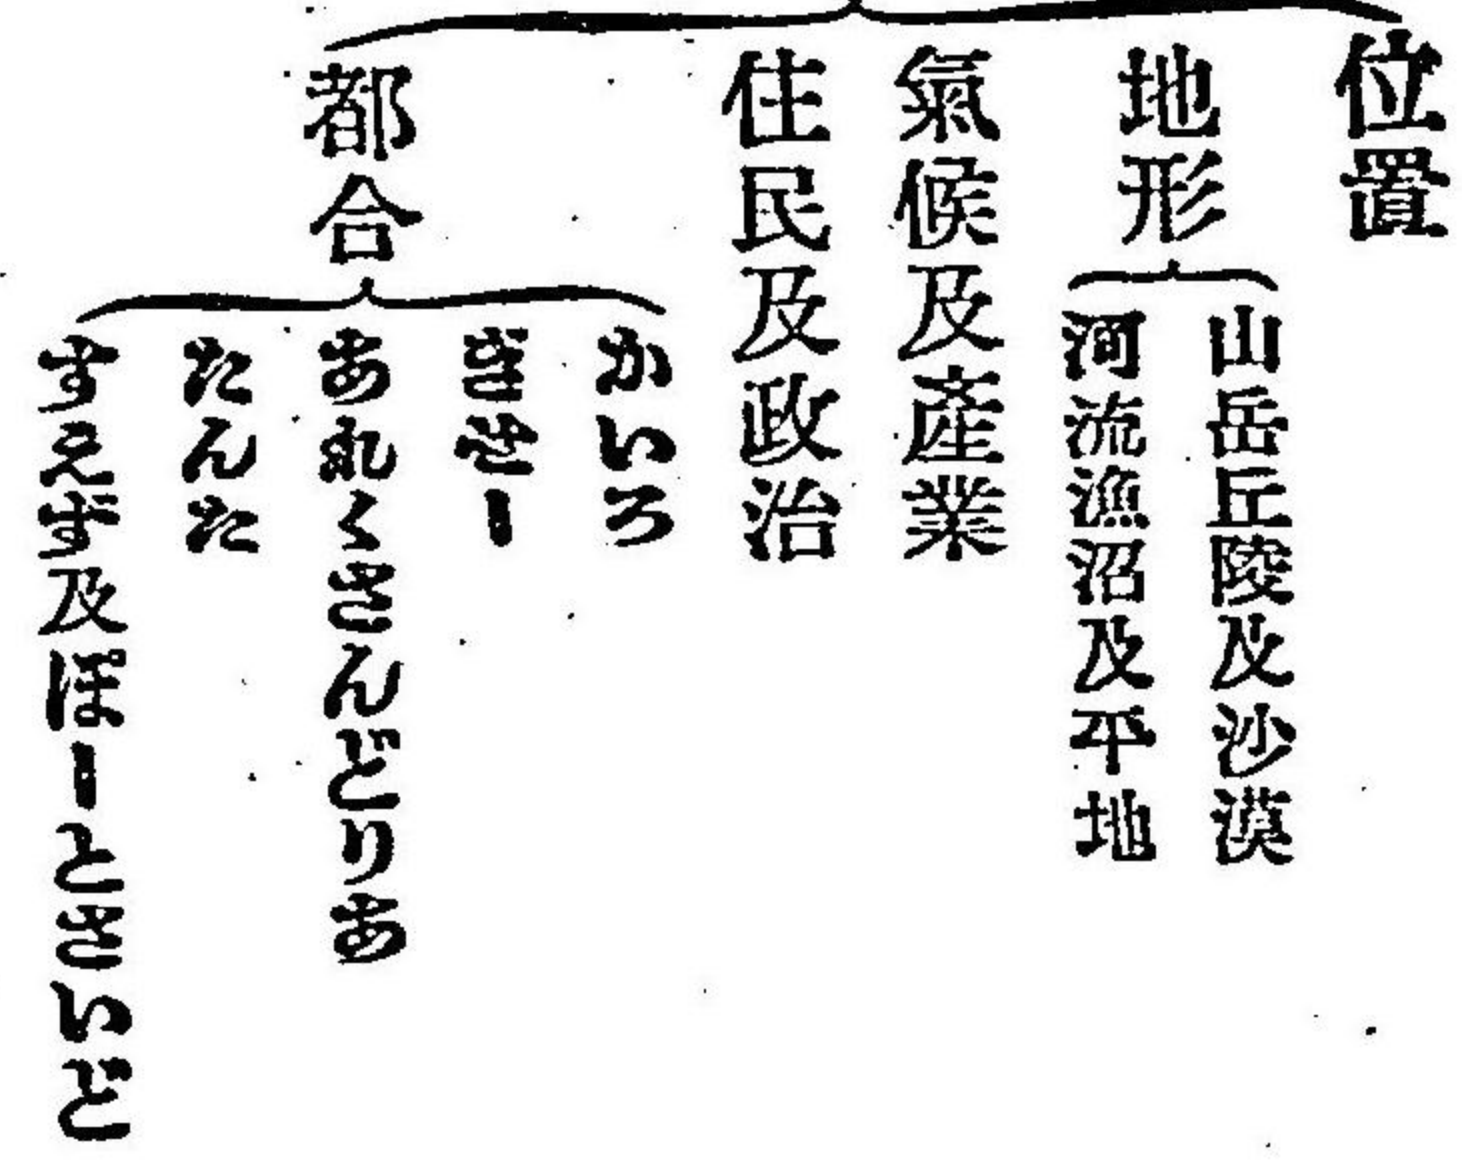 位置
地形
山岳丘陵及沙漠
河流漁沼及平地
氣候及產業
住民及政治
都合
かいろ
ぎせー
あれくさんどりあ
たんた
すえず及ぽーとさいど